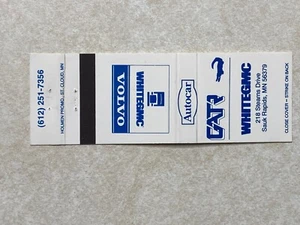 (612) 251-7356
HOLMEN PROMO., ST. CLOUD, MN
VOLVO
WHITEGMC
Autocar
WHITEGMC
218 Stearns Drive
Sauk Rapids, MN 56379
CLOSE COVER – STRIKE ON BACK